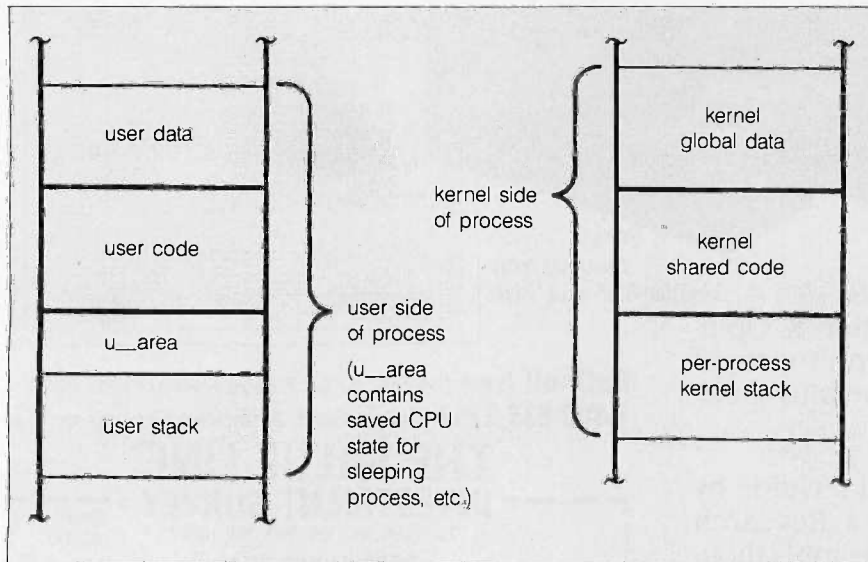 user data
user code
u__area
user stack
user side
of process
(u__area
contains
saved CPU
state for
sleeping
process, etc.)
kernel side
of process
kernel
global data
kernel
shared code
per-process
kernel stack